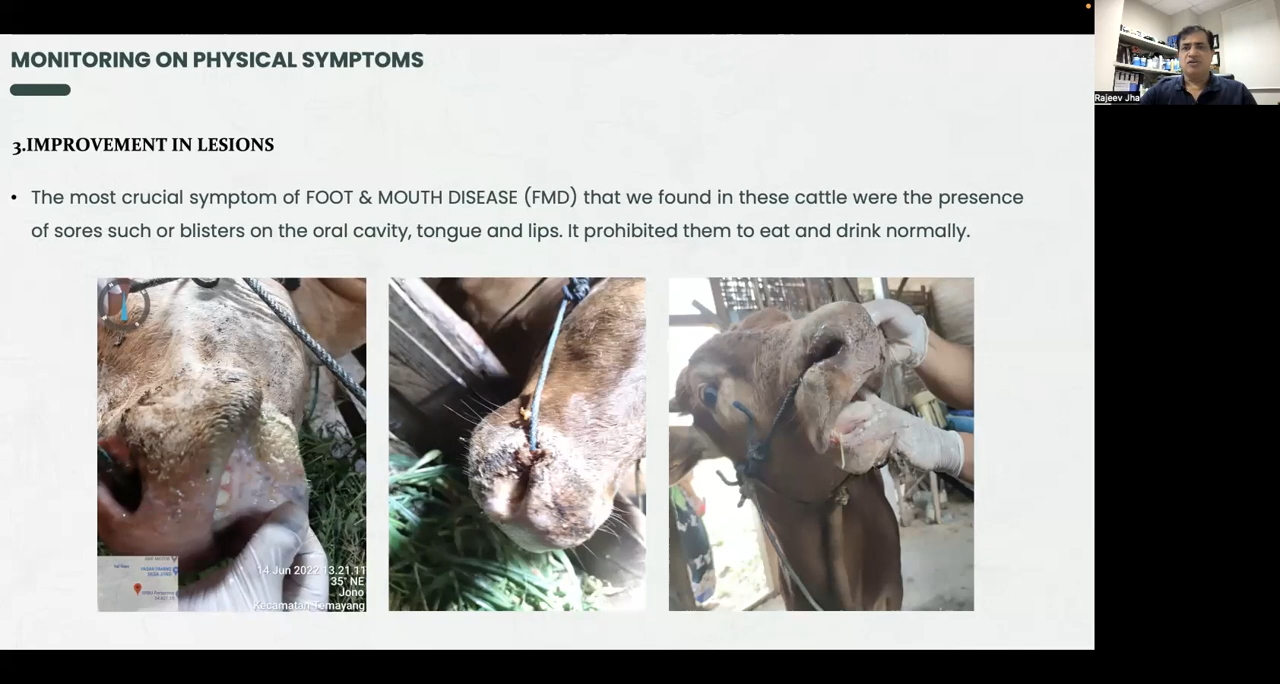 MONITORING ON PHYSICAL SYMPTOMS
3.IMPROVEMENT IN LESIONS
• The most crucial symptom of FOOT & MOUTH DISEASE (FMD) that we found in these cattle were the presence
of sores such or blisters on the oral cavity, tongue and lips. It prohibited them to eat and drink normally.
14 Jun 2022 13.21.11
35° NE
Jono
Kecamatan Temayang
Rajeev Jha